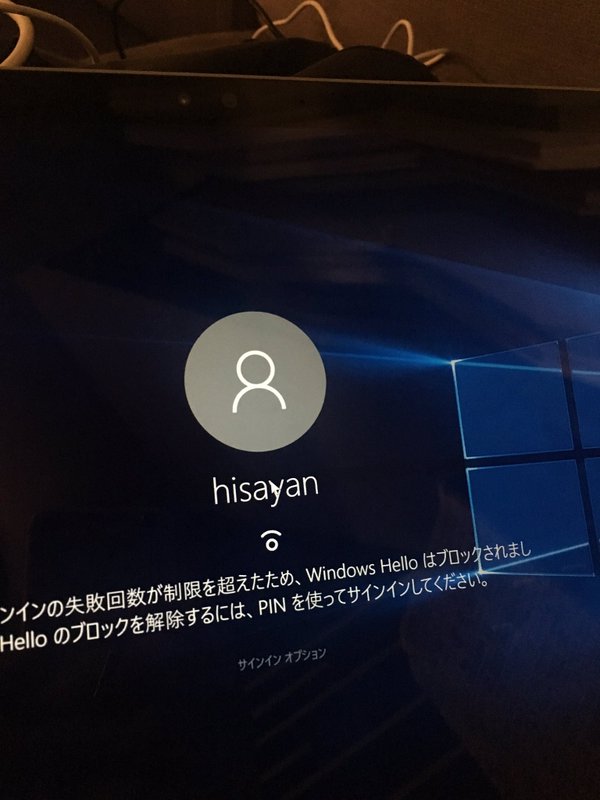 hisayan
ンインの失敗回数が制限を超えたため、Windows Hello はブロックされまし
Hello のブロックを解除するには、PIN を使ってサインインしてください。
サインイン オプション